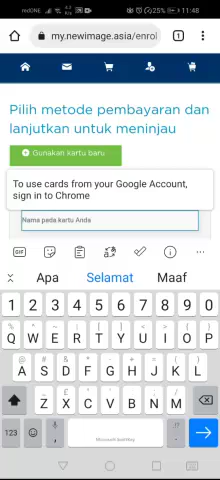 redONE 25% 11:48
my.newimage.asia/enrol 1
Pilih metode pembayaran dan
lanjutkan untuk meninjau
Gunakan kartu baru
To use cards from your Google Account,
sign in to Chrome
Nama pada kartu Anda
GIF
Apa Selamat Maaf
1 2 3 4 5 6 7 8 9 0
Q W E R T Y U I O P
A S D F G H J K L
Z X C V B N M
123
Microsoft SwiftKey